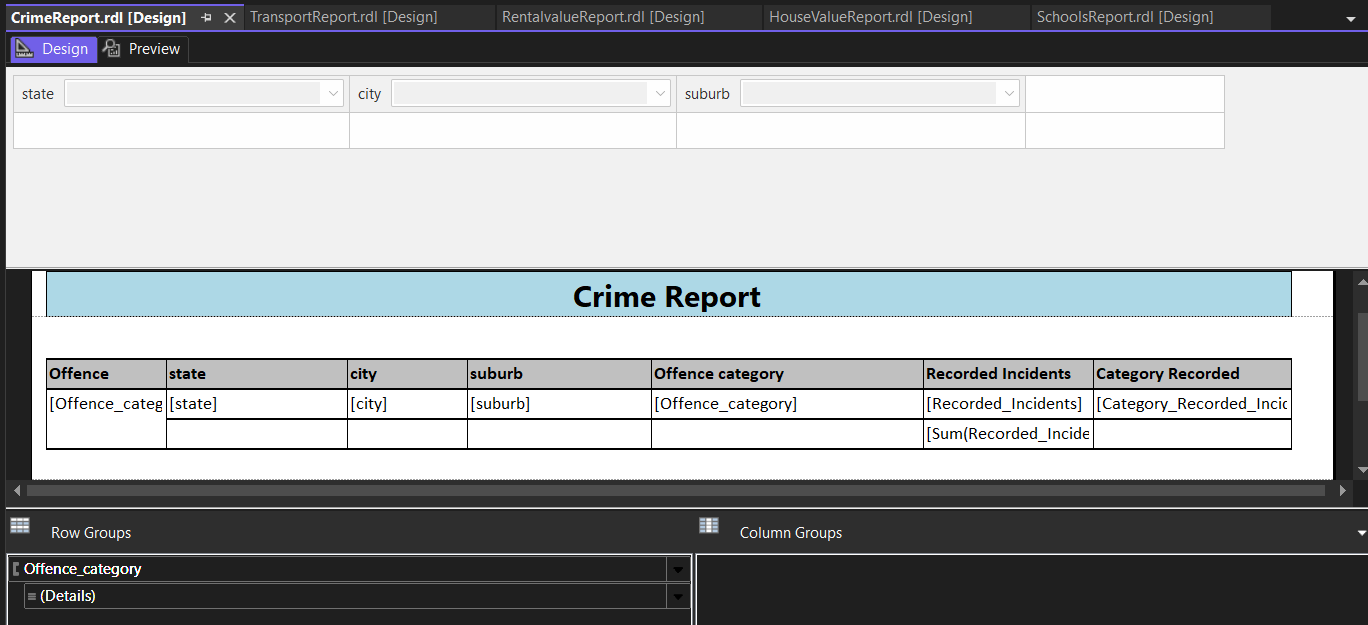 CrimeReport.rdl [Design] TransportReport.rdl [Design] RentalvalueReport.rdl [Design] HouseValueReport.rdl [Design] SchoolsReport.rdl [Design]
Design Preview
state city suburb
Crime Report
Offence state city suburb Offence category Recorded Incidents Category Recorded
[Offence_categ [state] [city] [suburb] [Offence_category] [Recorded_Incidents] [Category_Recorded_Incic
[Sum(Recorded_Incide
Row Groups Column Groups
Offence_category
(Details)